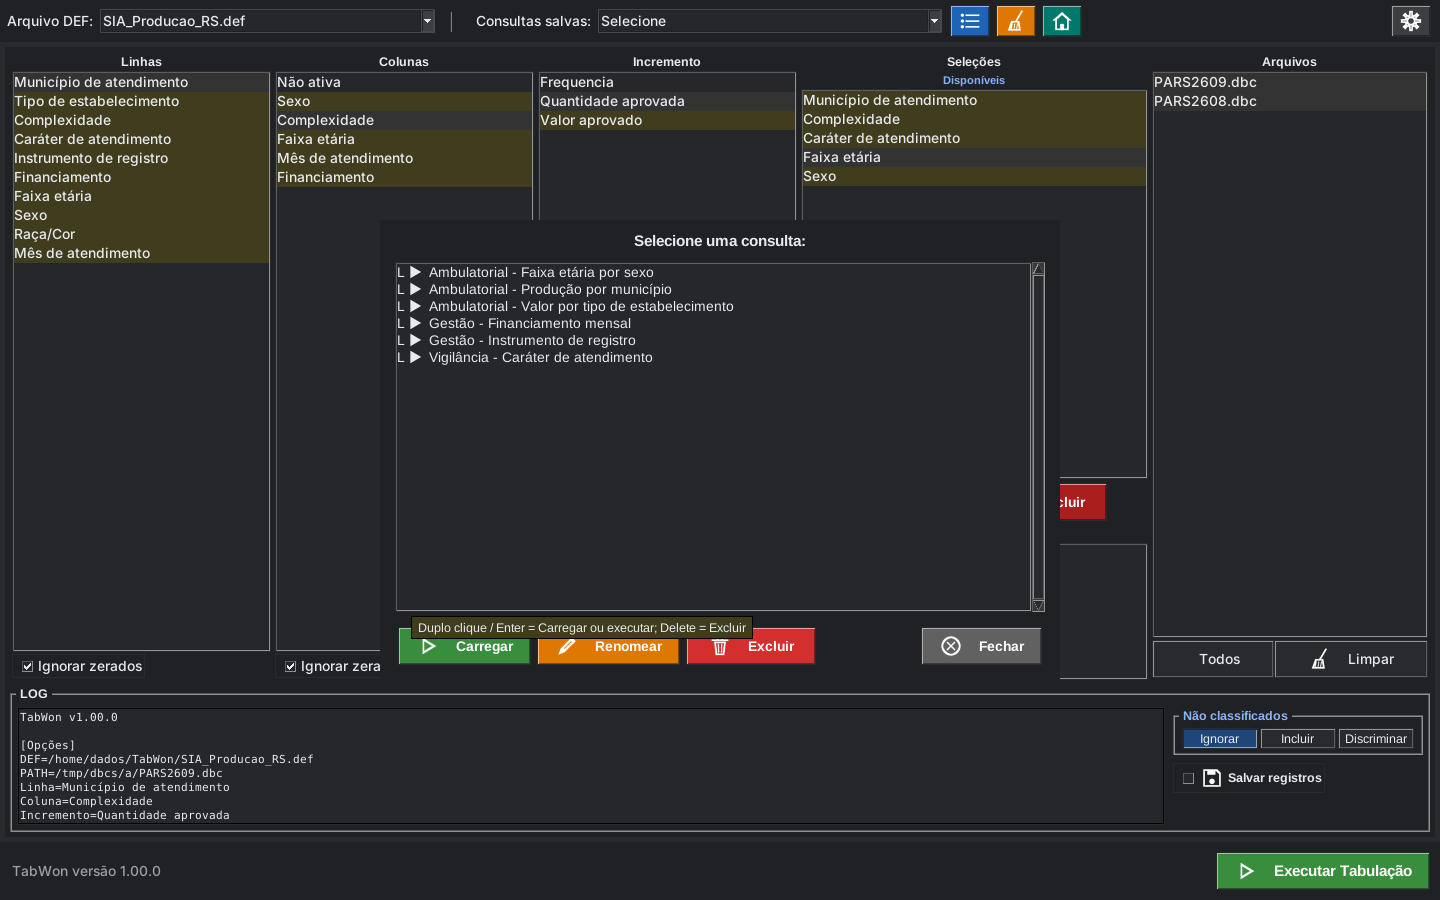 Arquivo DEF: SIA_Producao_RS.def Consultas salvas: Selecione
Linhas
Município de atendimento
Tipo de estabelecimento
Complexidade
Caráter de atendimento
Instrumento de registro
Financiamento
Faixa etária
Sexo
Raça/Cor
Mês de atendimento
Ignorar zerados
Colunas
Não ativa
Sexo
Complexidade
Faixa etária
Mês de atendimento
Financiamento
Ignorar zera
Incremento
Frequencia
Quantidade aprovada
Valor aprovado
Seleções
Disponíveis
Município de atendimento
Complexidade
Caráter de atendimento
Faixa etária
Sexo
cluir
Arquivos
PARS2609.dbc
PARS2608.dbc
Todos Limpar
Selecione uma consulta:
L ▶ Ambulatorial - Faixa etária por sexo
L ▶ Ambulatorial - Produção por município
L ▶ Ambulatorial - Valor por tipo de estabelecimento
L ▶ Gestão - Financiamento mensal
L ▶ Gestão - Instrumento de registro
L ▶ Vigilância - Caráter de atendimento
Duplo clique / Enter = Carregar ou executar; Delete = Excluir
Carregar Renomear Excluir Fechar
LOG
TabWon v1.00.0
[Opções]
DEF=/home/dados/TabWon/SIA_Producao_RS.def
PATH=/tmp/dbcs/a/PARS2609.dbc
Linha=Município de atendimento
Coluna=Complexidade
Incremento=Quantidade aprovada
Não classificados
Ignorar Incluir Discriminar
Salvar registros
TabWon versão 1.00.0
Executar Tabulação